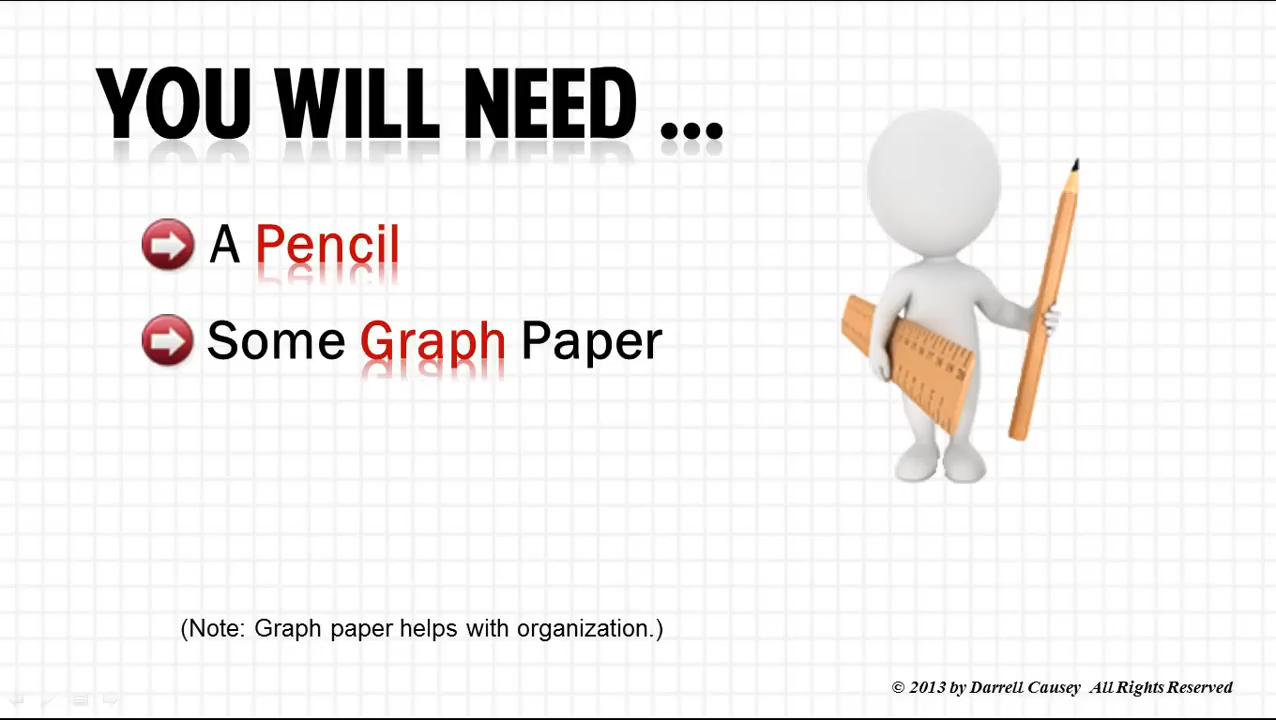 YOU WILL NEED ...
A Pencil
Some Graph Paper
(Note: Graph paper helps with organization.)
© 2013 by Darrell Causey All Rights Reserved